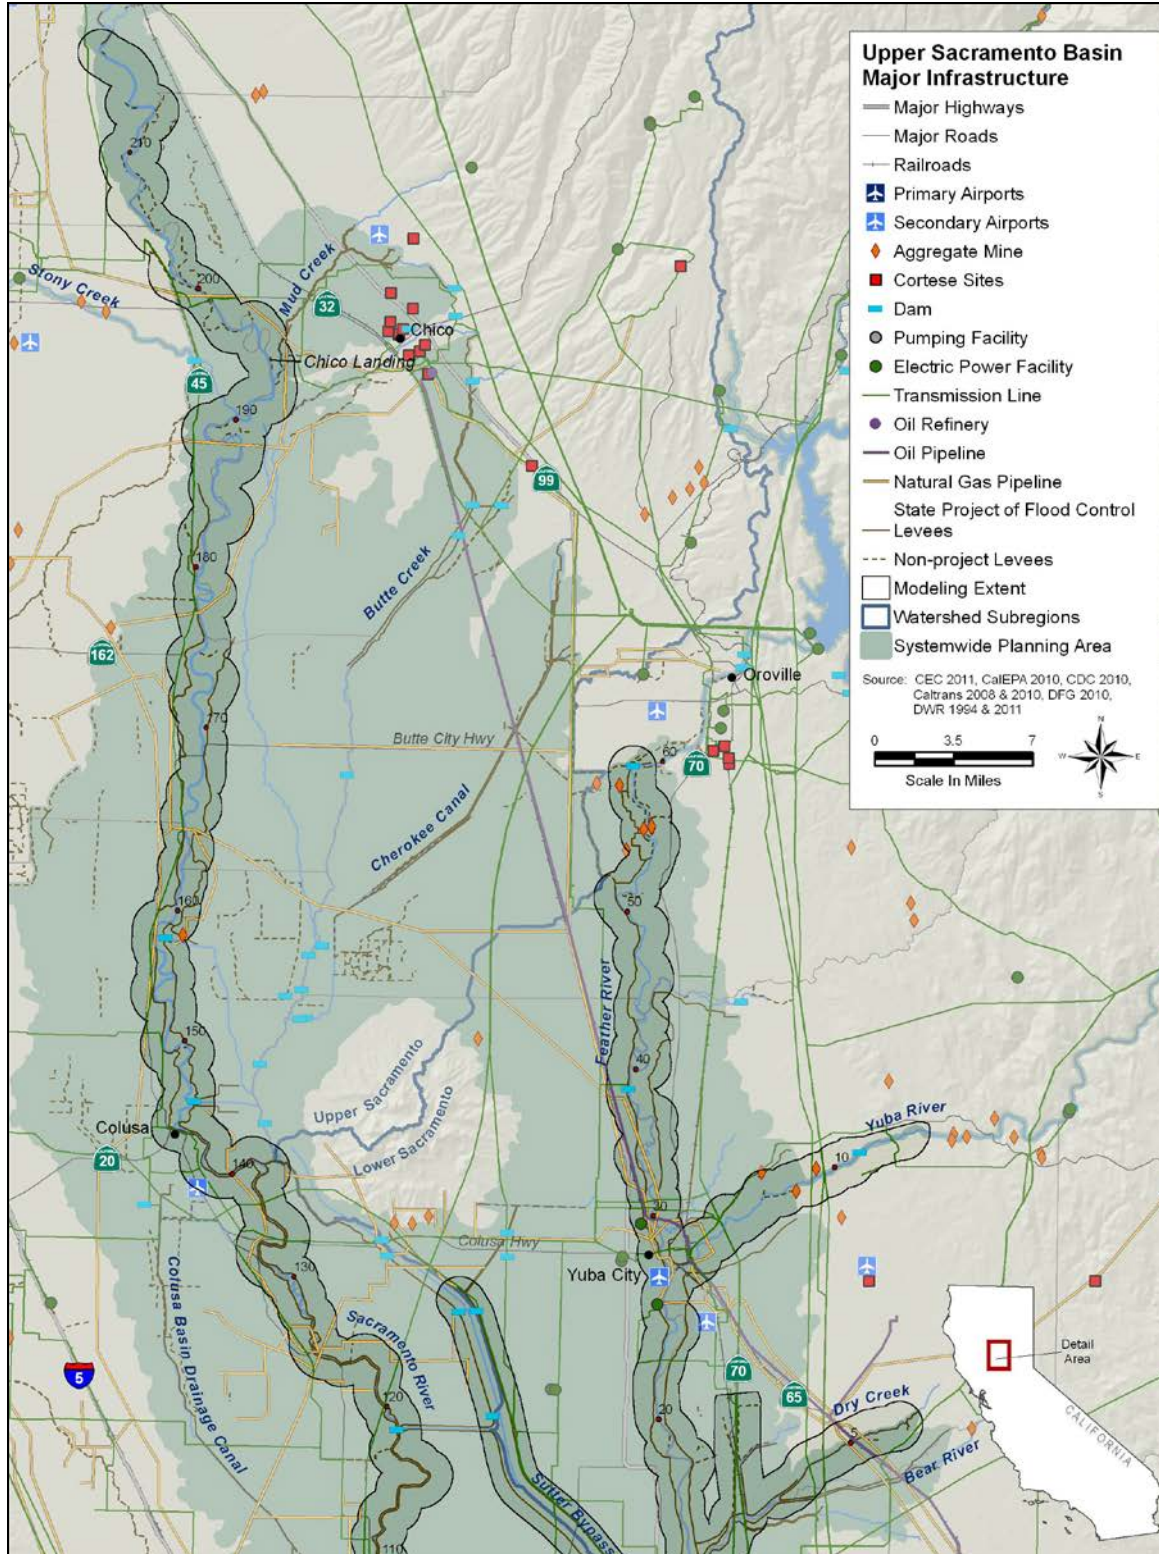 Upper Sacramento Basin
Major Infrastructure
Major Highways
Major Roads
Railroads
Primary Airports
Secondary Airports
Aggregate Mine
Cortese Sites
Dam
Pumping Facility
Electric Power Facility
Transmission Line
Oil Refinery
Oil Pipeline
Natural Gas Pipeline
State Project of Flood Control
Levees
Non-project Levees
Modeling Extent
Watershed Subregions
Systemwide Planning Area
Source: CEC 2011, CalEPA 2010, CDC 2010,
Caltrans 2008 & 2010, DFG 2010,
DWR 1994 & 2011
N
W
E
S
0 3.5 7
Scale In Miles
210
Stony Creek
200
Mud Creek
32
Chico
Chico Landing
45
190
99
180
Butte Creek
162
Oroville
170
Butte City Hwy
60
70
Cherokee Canal
160
50
Feather River
150
40
Upper Sacramento
Lower Sacramento
Colusa
20
140
Yuba River
10
30
Colusa Hwy
Yuba City
130
Colusa Basin Drainage Canal
Sacramento River
5
120
70
65
20
Dry Creek
5
Bear River
Sutter Bypass
110
Detail
Area
CALIFORNIA